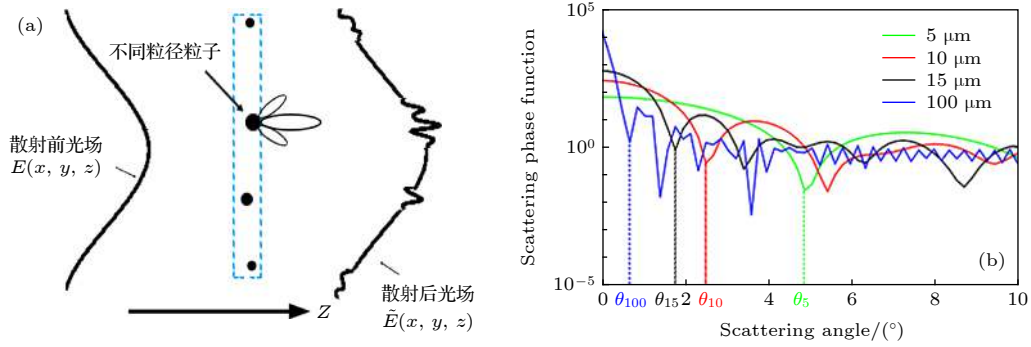 (a)
不同粒径粒子
散射前光场
E(x, y, z)
散射后光场
Ẽ(x, y, z)
Z
Scattering phase function
10⁵
10⁰
10⁻⁵
5 μm
10 μm
15 μm
100 μm
(b)
0 θ₁₀₀ θ₁₅ 2 θ₁₀ 4 θ₅ 6 8 10
Scattering angle/(°)